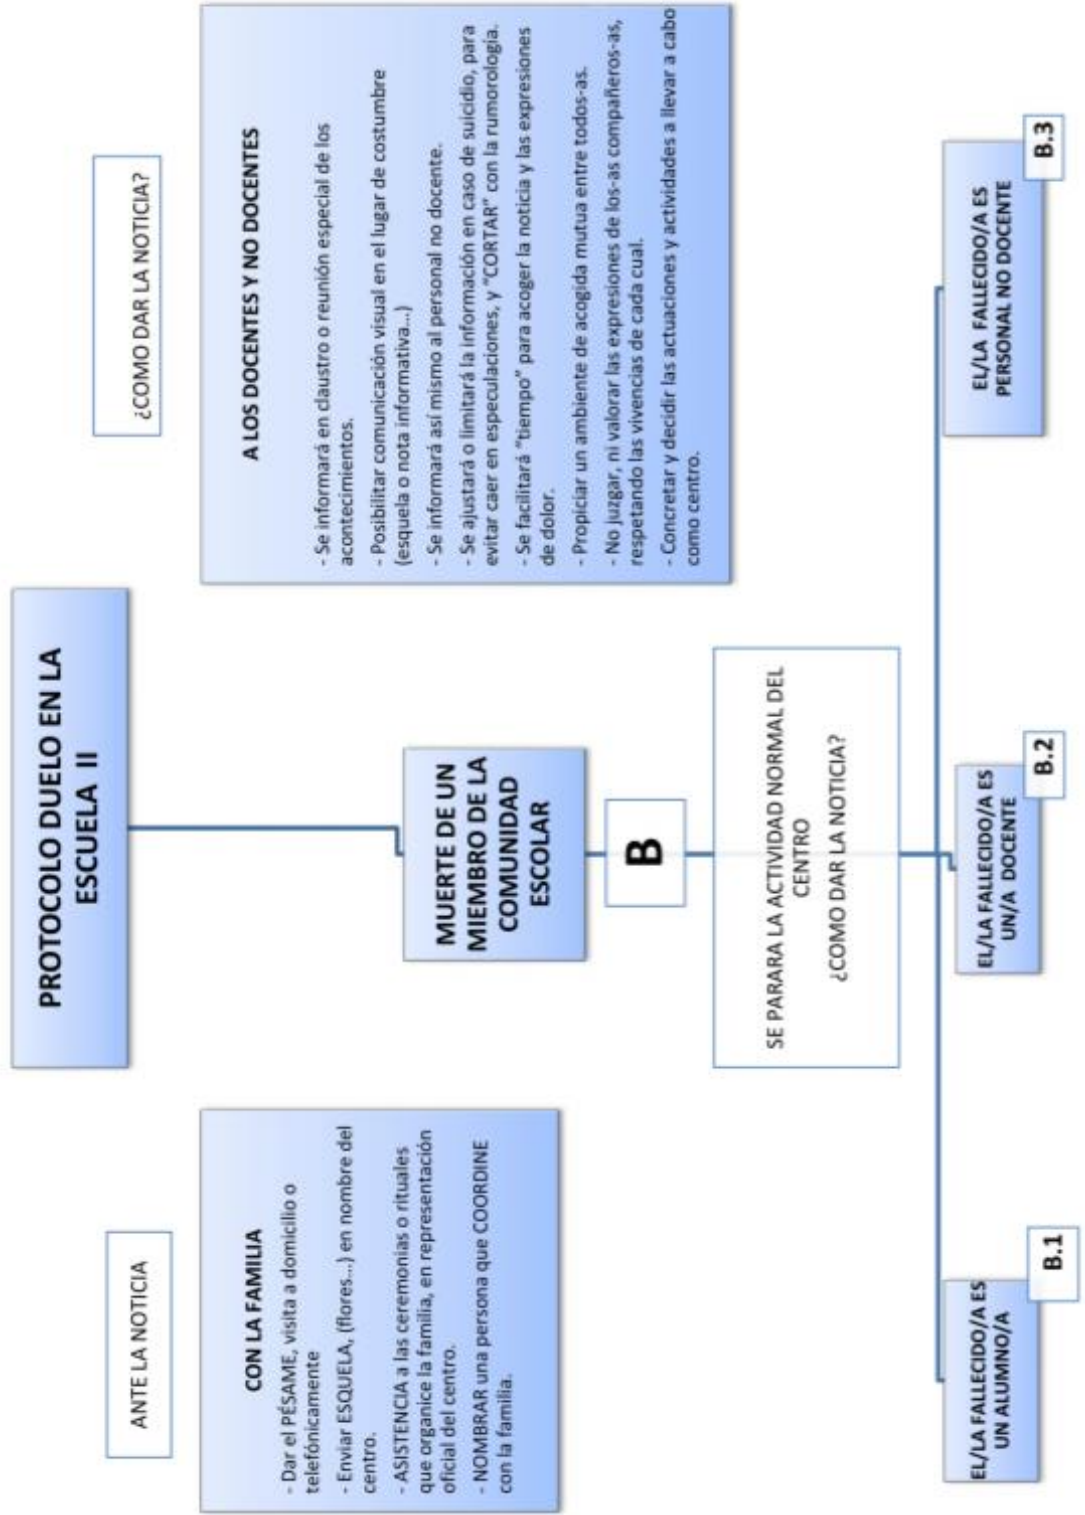 PROTOCOLO DUELO EN LA
ESCUELA II
ANTE LA NOTICIA
CON LA FAMILIA
- Dar el PÉSAME, visita a domicilio o
telefónicamente
- Enviar ESQUELA, (flores...) en nombre del
centro.
- ASISTENCIA a las ceremonias o rituales
que organice la familia, en representación
oficial del centro.
- NOMBRAR una persona que COORDINE
con la familia.
MUERTE DE UN
MIEMBRO DE LA
COMUNIDAD
ESCOLAR
B
SE PARARA LA ACTIVIDAD NORMAL DEL
CENTRO
¿COMO DAR LA NOTICIA?
¿COMO DAR LA NOTICIA?
A LOS DOCENTES Y NO DOCENTES
- Se informará en claustro o reunión especial de los
acontecimientos.
- Posibilitar comunicación visual en el lugar de costumbre
(esquela o nota informativa...)
- Se informará así mismo al personal no docente.
- Se ajustará o limitará la información en caso de suicidio, para
evitar caer en especulaciones, y "CORTAR" con la rumorología.
- Se facilitará "tiempo" para acoger la noticia y las expresiones
de dolor.
- Propiciar un ambiente de acogida mutua entre todos-as.
- No juzgar, ni valorar las expresiones de los-as compañeros-as,
respetando las vivencias de cada cual.
- Concretar y decidir las actuaciones y actividades a llevar a cabo
como centro.
EL/LA FALLECIDO/A ES
UN ALUMNO/A
B.1
EL/LA FALLECIDO/A ES
UN/A DOCENTE
B.2
EL/LA FALLECIDO/A ES
PERSONAL NO DOCENTE
B.3